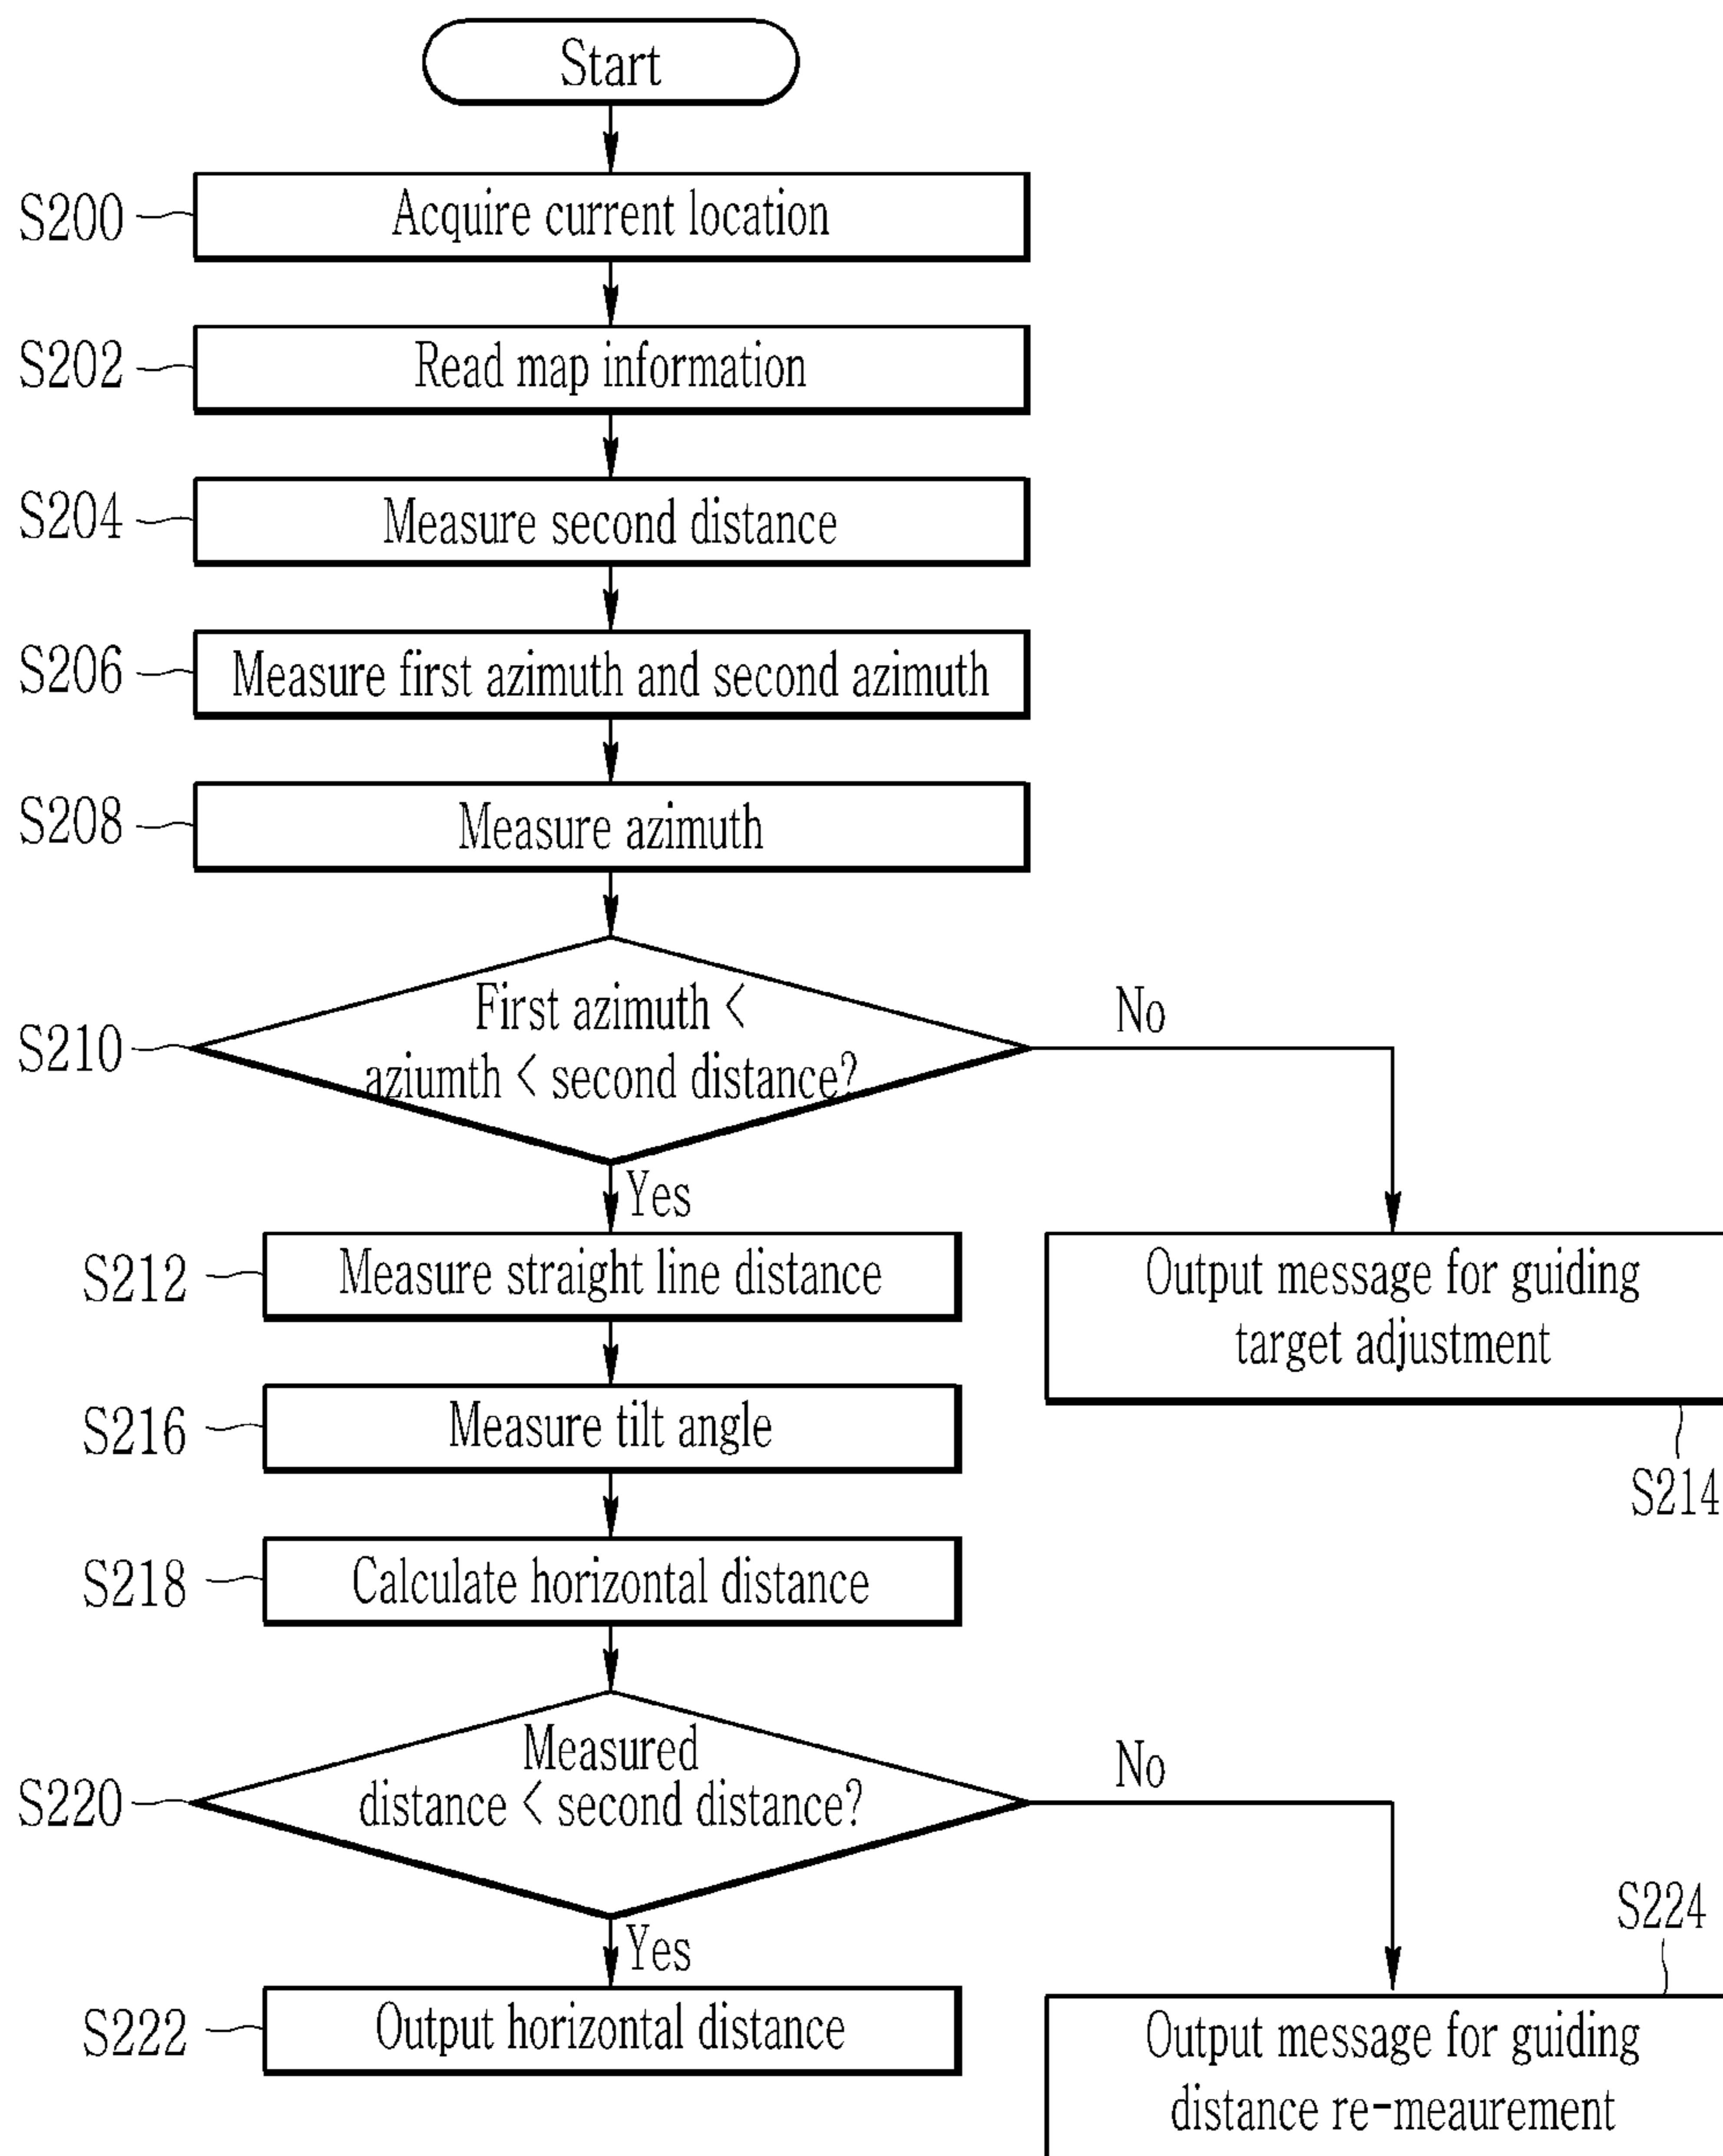 Start
S200
Acquire current location
S202
Read map information
S204
Measure second distance
S206
Measure first azimuth and second azimuth
S208
Measure azimuth
S210
First azimuth <
aziumth < second distance?
No
Yes
S212
Measure straight line distance
Output message for guiding
target adjustment
S214
S216
Measure tilt angle
S218
Calculate horizontal distance
S220
Measured
distance < second distance?
No
Yes
S222
Output horizontal distance
S224
Output message for guiding
distance re-meaurement